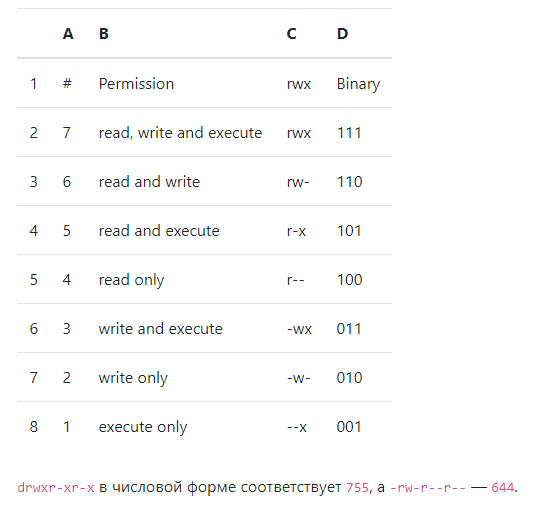 A B C D
1 # Permission rwx Binary
2 7 read, write and execute rwx 111
3 6 read and write rw- 110
4 5 read and execute r-x 101
5 4 read only r-- 100
6 3 write and execute -wx 011
7 2 write only -w- 010
8 1 execute only --x 001
drwxr-xr-x в числовой форме соответствует 755, а -rw-r--r-- — 644.